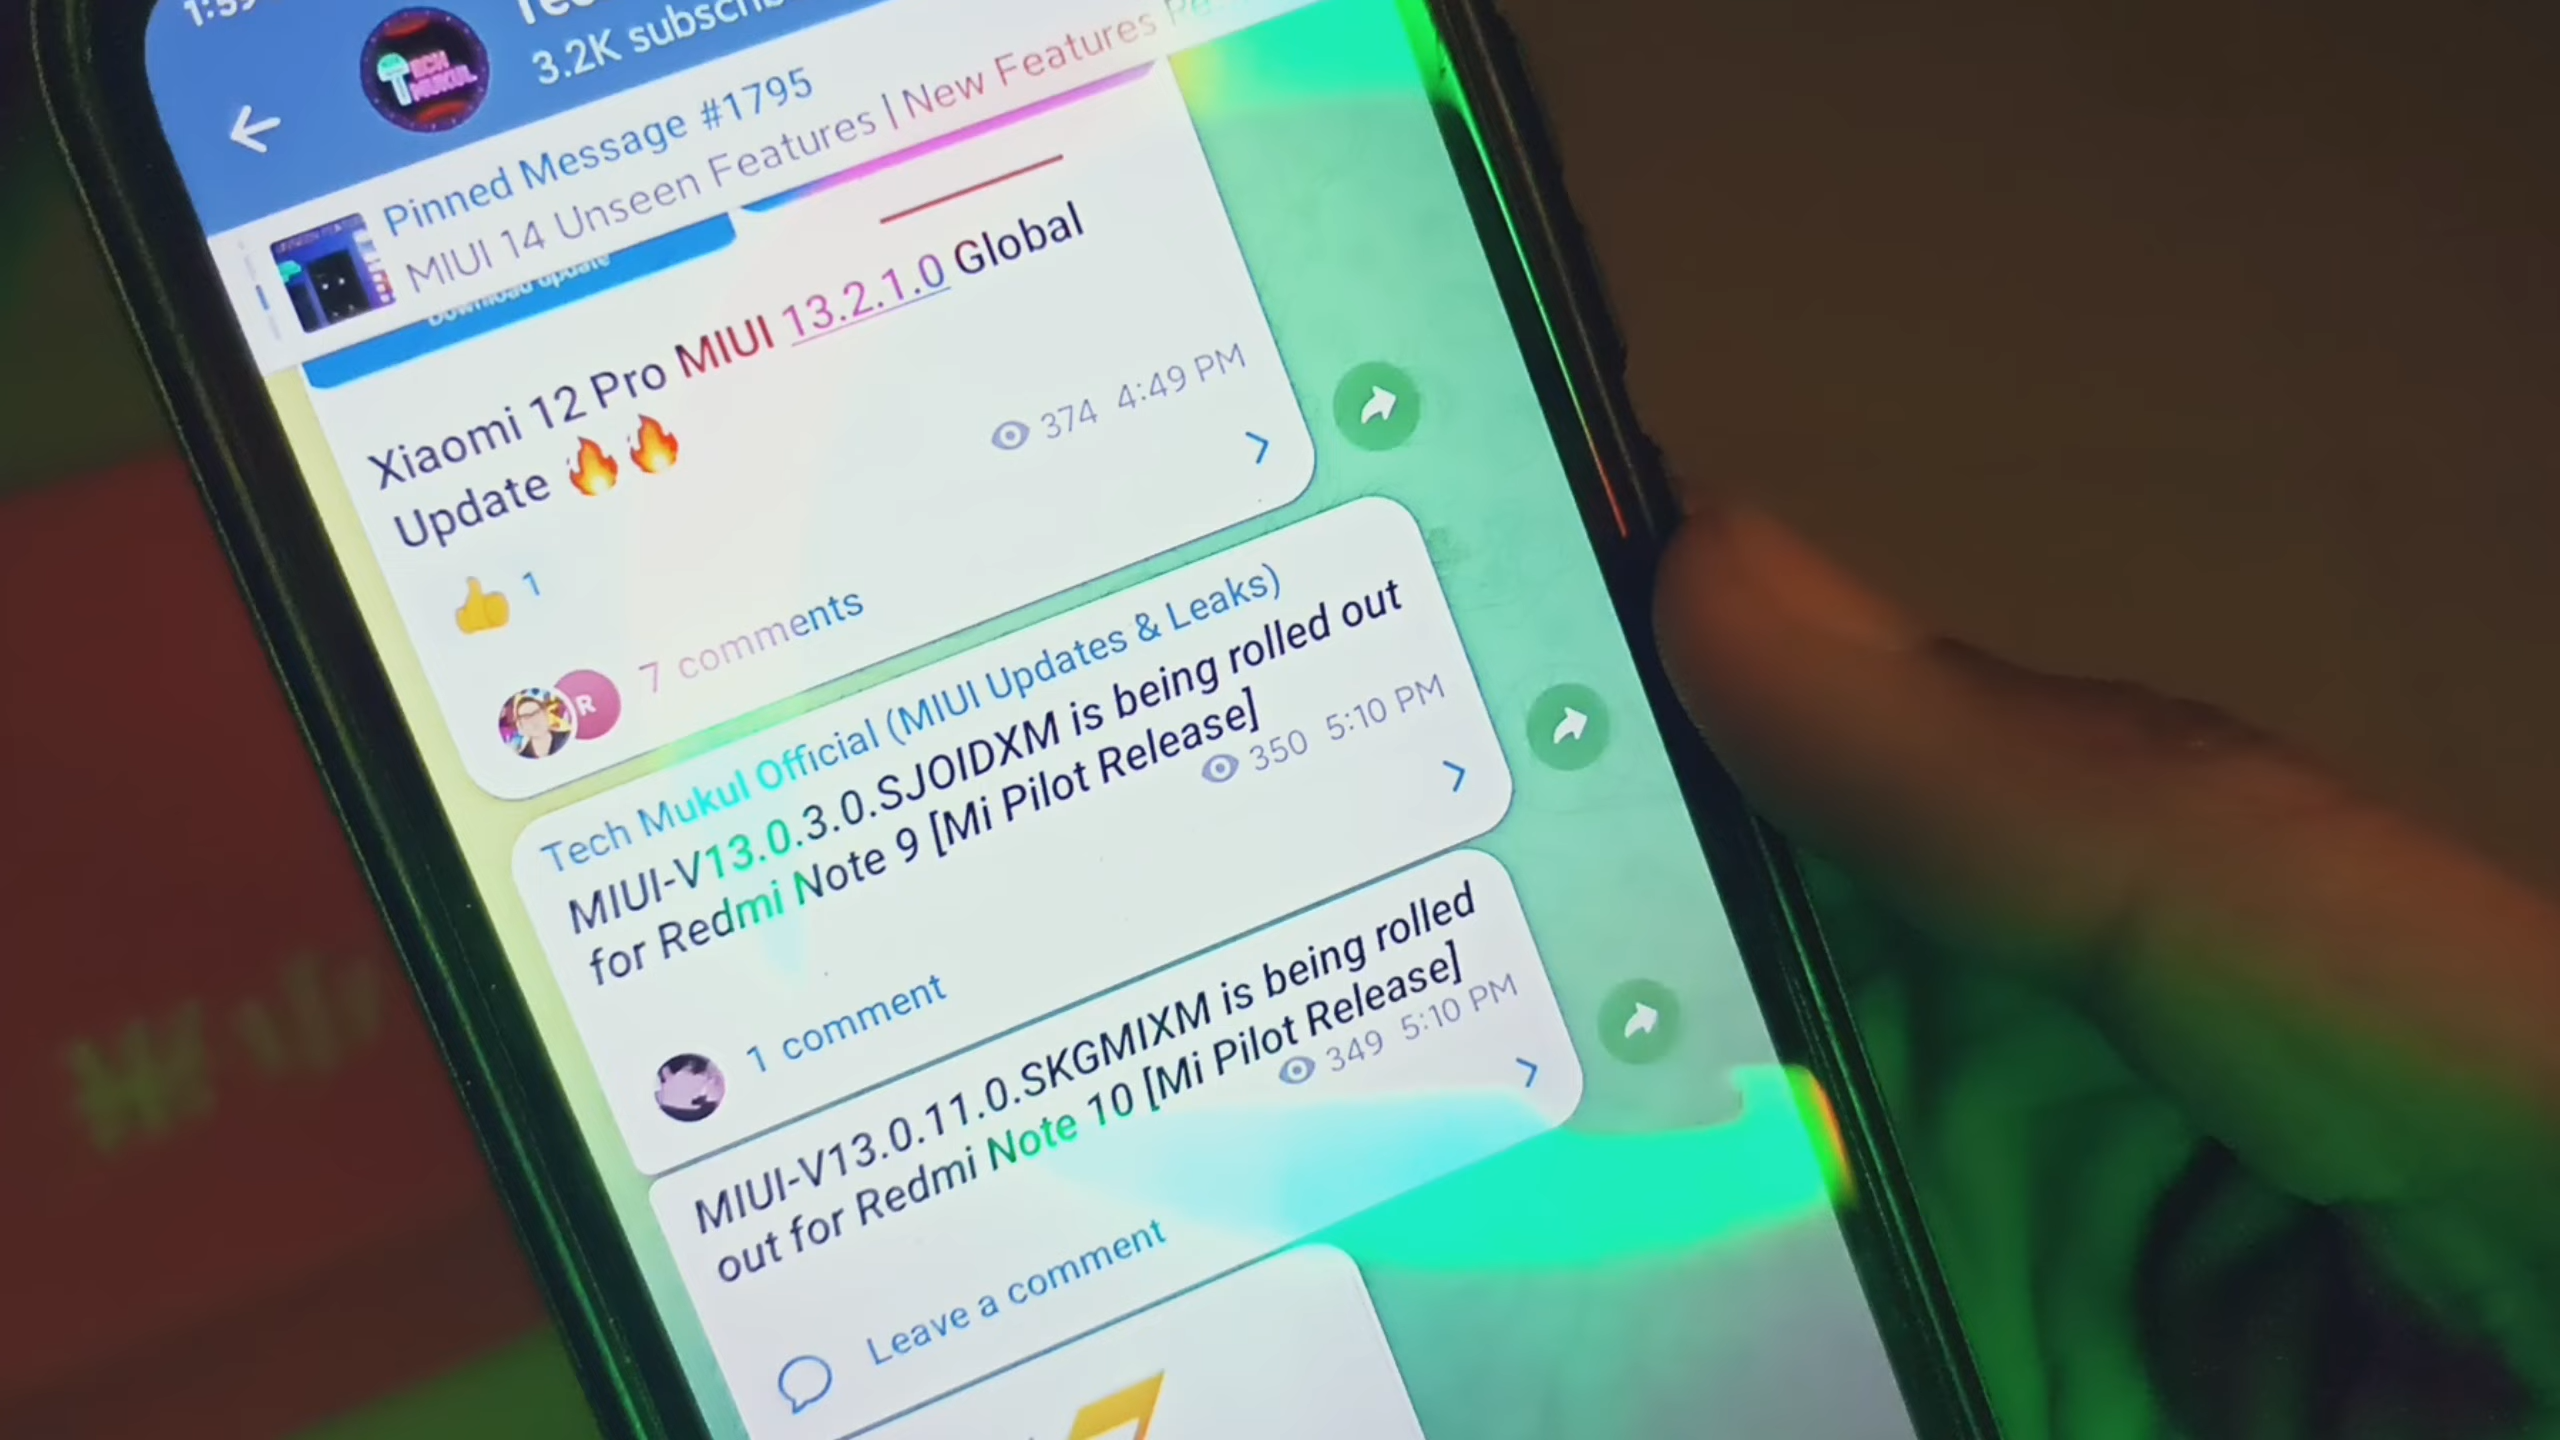 3.2K
Pinned Message #1795
MIUI 14 Unseen Features | New Features
Download update
Xiaomi 12 Pro MIUI 13.2.1.0 Global
Update 🔥🔥
374 4:49 PM
👍 1
R
7 comments
Tech Mukul Official (MIUI Updates & Leaks)
MIUI-V13.0.3.0.SJOIDXM is being rolled out
for Redmi Note 9 [Mi Pilot Release]
350 5:10 PM
1 comment
MIUI-V13.0.11.0.SKGMIXM is being rolled
out for Redmi Note 10 [Mi Pilot Release]
349 5:10 PM
Leave a comment